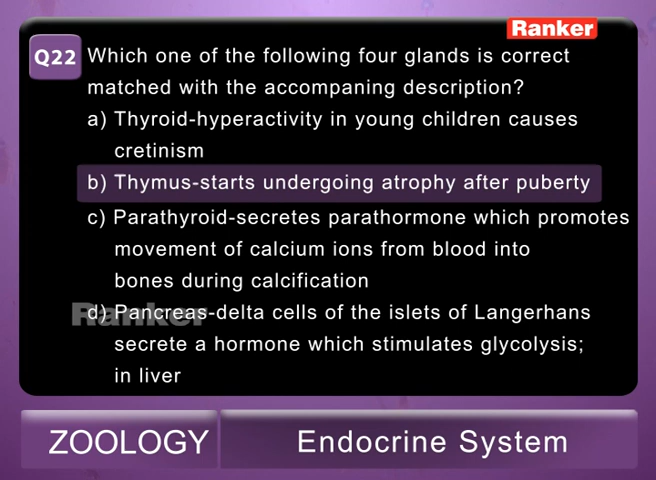 Ranker
Q22 Which one of the following four glands is correct
matched with the accompaning description?
a) Thyroid-hyperactivity in young children causes
cretinism
b) Thymus-starts undergoing atrophy after puberty
c) Parathyroid-secretes parathormone which promotes
movement of calcium ions from blood into
bones during calcification
Ranker
d) Pancreas-delta cells of the islets of Langerhans
secrete a hormone which stimulates glycolysis;
in liver
ZOOLOGY Endocrine System